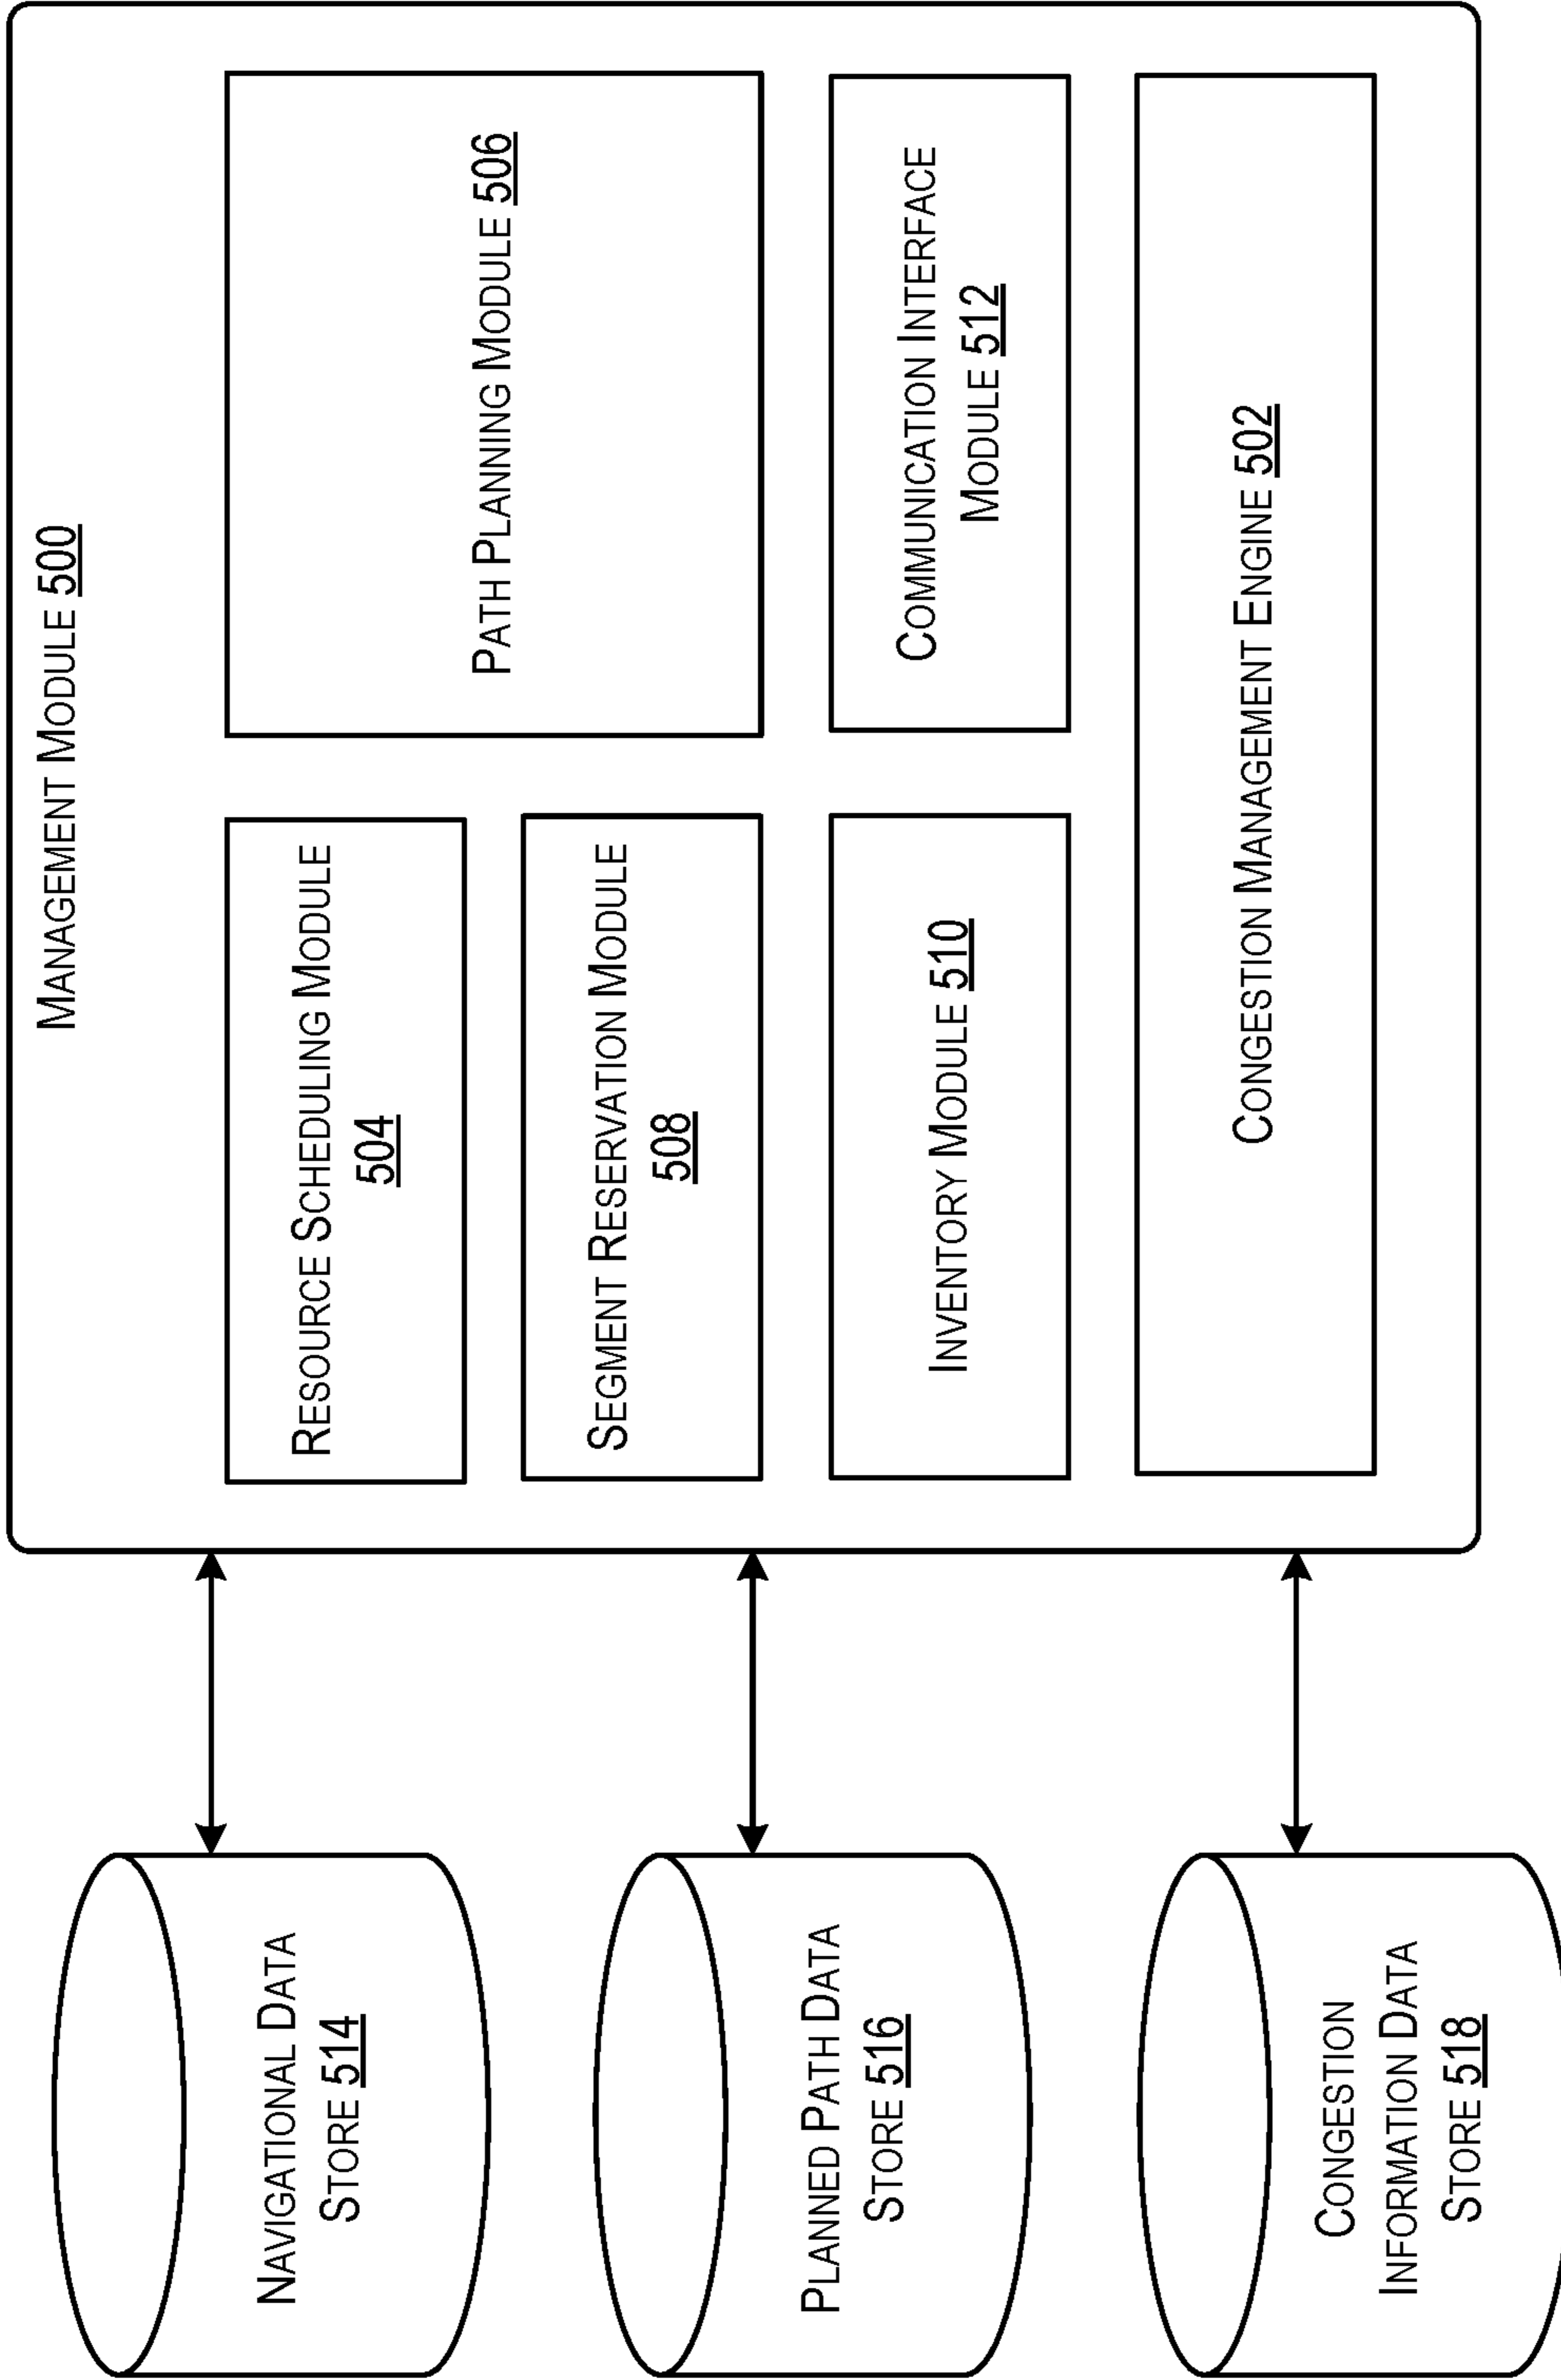 MANAGEMENT MODULE 500
RESOURCE SCHEDULING MODULE
504
PATH PLANNING MODULE 506
SEGMENT RESERVATION MODULE
508
INVENTORY MODULE 510
COMMUNICATION INTERFACE
MODULE 512
CONGESTION MANAGEMENT ENGINE 502
NAVIGATIONAL DATA
STORE 514
PLANNED PATH DATA
STORE 516
CONGESTION
INFORMATION DATA
STORE 518